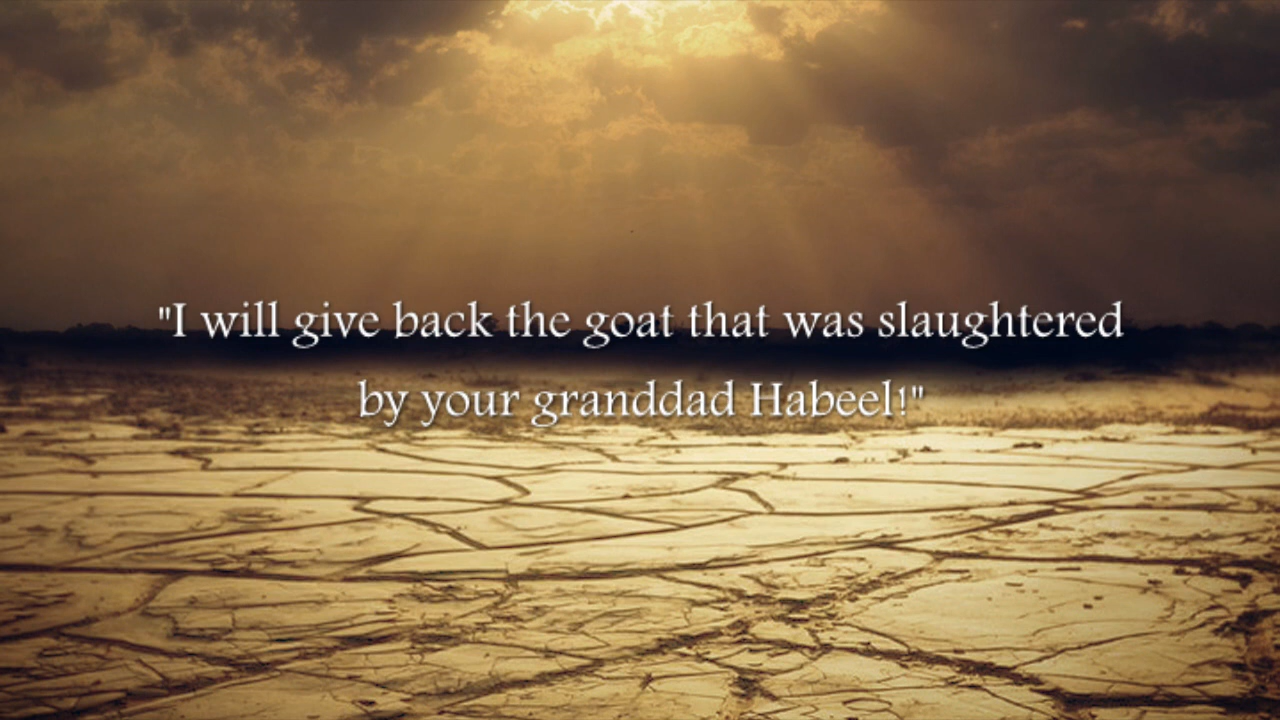 "I will give back the goat that was slaughtered
by your granddad Habeel!"